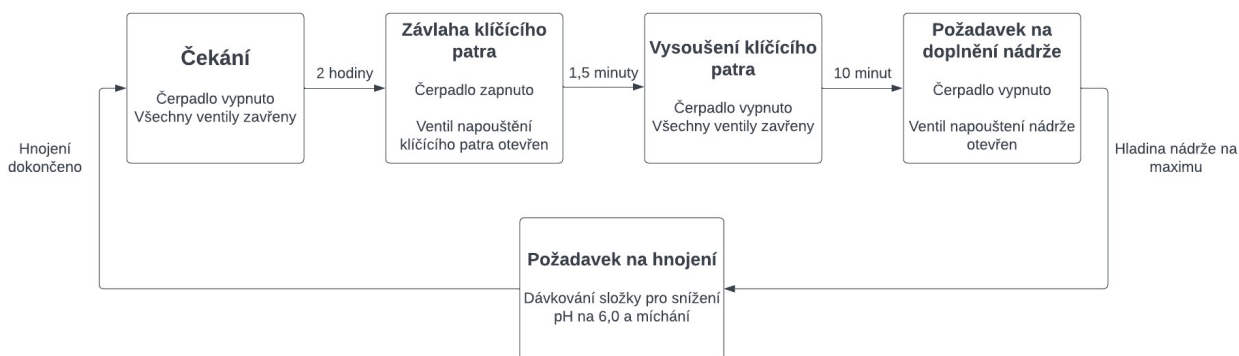 Čekání
Čerpadlo vypnuto
Všechny ventily zavřeny
2 hodiny
Závlaha klíčícího
patra
Čerpadlo zapnuto
Ventil napouštění
klíčícího patra otevřen
1,5 minuty
Vysoušení klíčícího
patra
Čerpadlo vypnuto
Všechny ventily zavřeny
10 minut
Požadavek na
doplnění nádrže
Čerpadlo vypnuto
Ventil napouštení nádrže
otevřen
Hladina nádrže na
maximu
Požadavek na hnojení
Dávkování složky pro snížení
pH na 6,0 a míchání
Hnojení
dokončeno